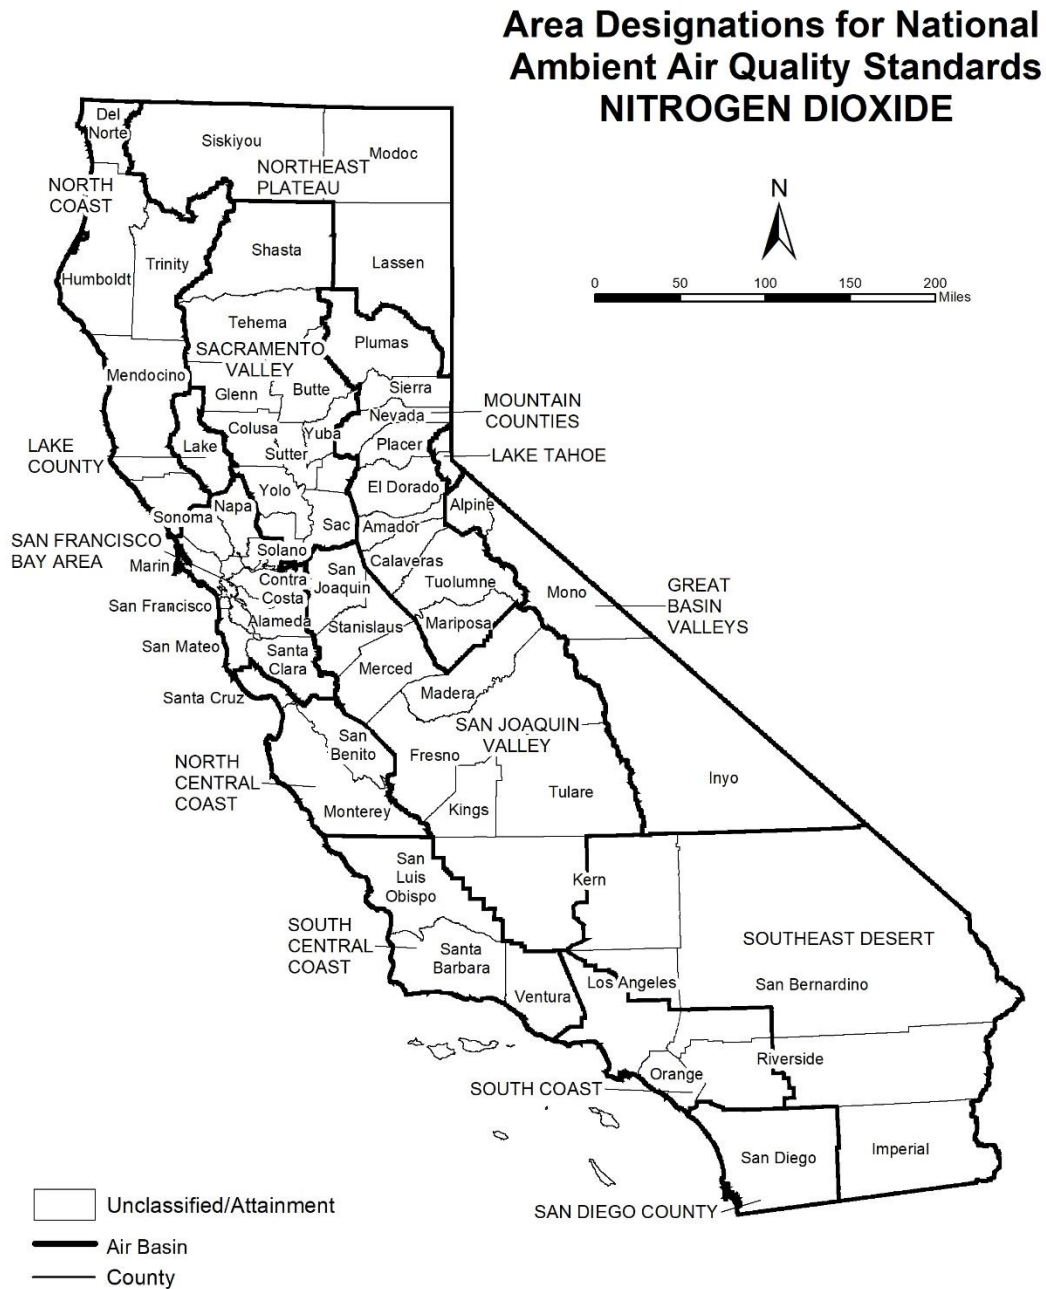 Area Designations for National
Ambient Air Quality Standards
NITROGEN DIOXIDE
N
0 50 100 150 200
Miles
Del
Norte
Siskiyou
Modoc
NORTHEAST
PLATEAU
NORTH
COAST
Shasta
Trinity
Lassen
Humboldt
Tehema
Plumas
SACRAMENTO
VALLEY
Mendocino
Glenn
Butte
Sierra
MOUNTAIN
COUNTIES
Nevada
Colusa
Yuba
Placer
Lake
LAKE
COUNTY
Sutter
LAKE TAHOE
Yolo
El Dorado
Alpine
Napa
Sonoma
Sac
Amador
SAN FRANCISCO
BAY AREA
Solano
Calaveras
Marin
Contra
Costa
San
Joaquin
Tuolumne
Mono
GREAT
BASIN
VALLEYS
San Francisco
Alameda
Stanislaus
Mariposa
San Mateo
Santa
Clara
Merced
Santa Cruz
Madera
SAN JOAQUIN
VALLEY
San
Benito
Fresno
NORTH
CENTRAL
COAST
Inyo
Tulare
Kings
Monterey
San
Luis
Obispo
Kern
SOUTH
CENTRAL
COAST
Santa
Barbara
SOUTHEAST DESERT
Los Angeles
San Bernardino
Ventura
Riverside
Orange
SOUTH COAST
San Diego
Imperial
SAN DIEGO COUNTY
Unclassified/Attainment
Air Basin
County